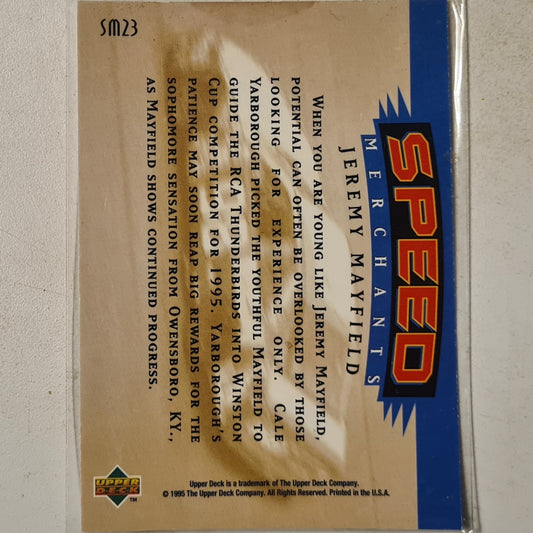 SM23
SPEED
MERCHANTS
JEREMY MAYFIELD
WHEN YOU ARE YOUNG LIKE JEREMY MAYFIELD,
POTENTIAL CAN OFTEN BE OVERLOOKED BY THOSE
LOOKING FOR EXPERIENCE ONLY. CALE
YARBOROUGH PICKED THE YOUTHFUL MAYFIELD TO
GUIDE THE RCA THUNDERBIRDS INTO WINSTON
CUP COMPETITION FOR 1995. YARBOROUGH'S
PATIENCE MAY SOON REAP BIG REWARDS FOR THE
SOPHOMORE SENSATION FROM OWENSBORO, KY.,
AS MAYFIELD SHOWS CONTINUED PROGRESS.
UPPER
DECK
TM
Upper Deck is a trademark of The Upper Deck Company.
© 1995 The Upper Deck Company. All Rights Reserved. Printed in the U.S.A.